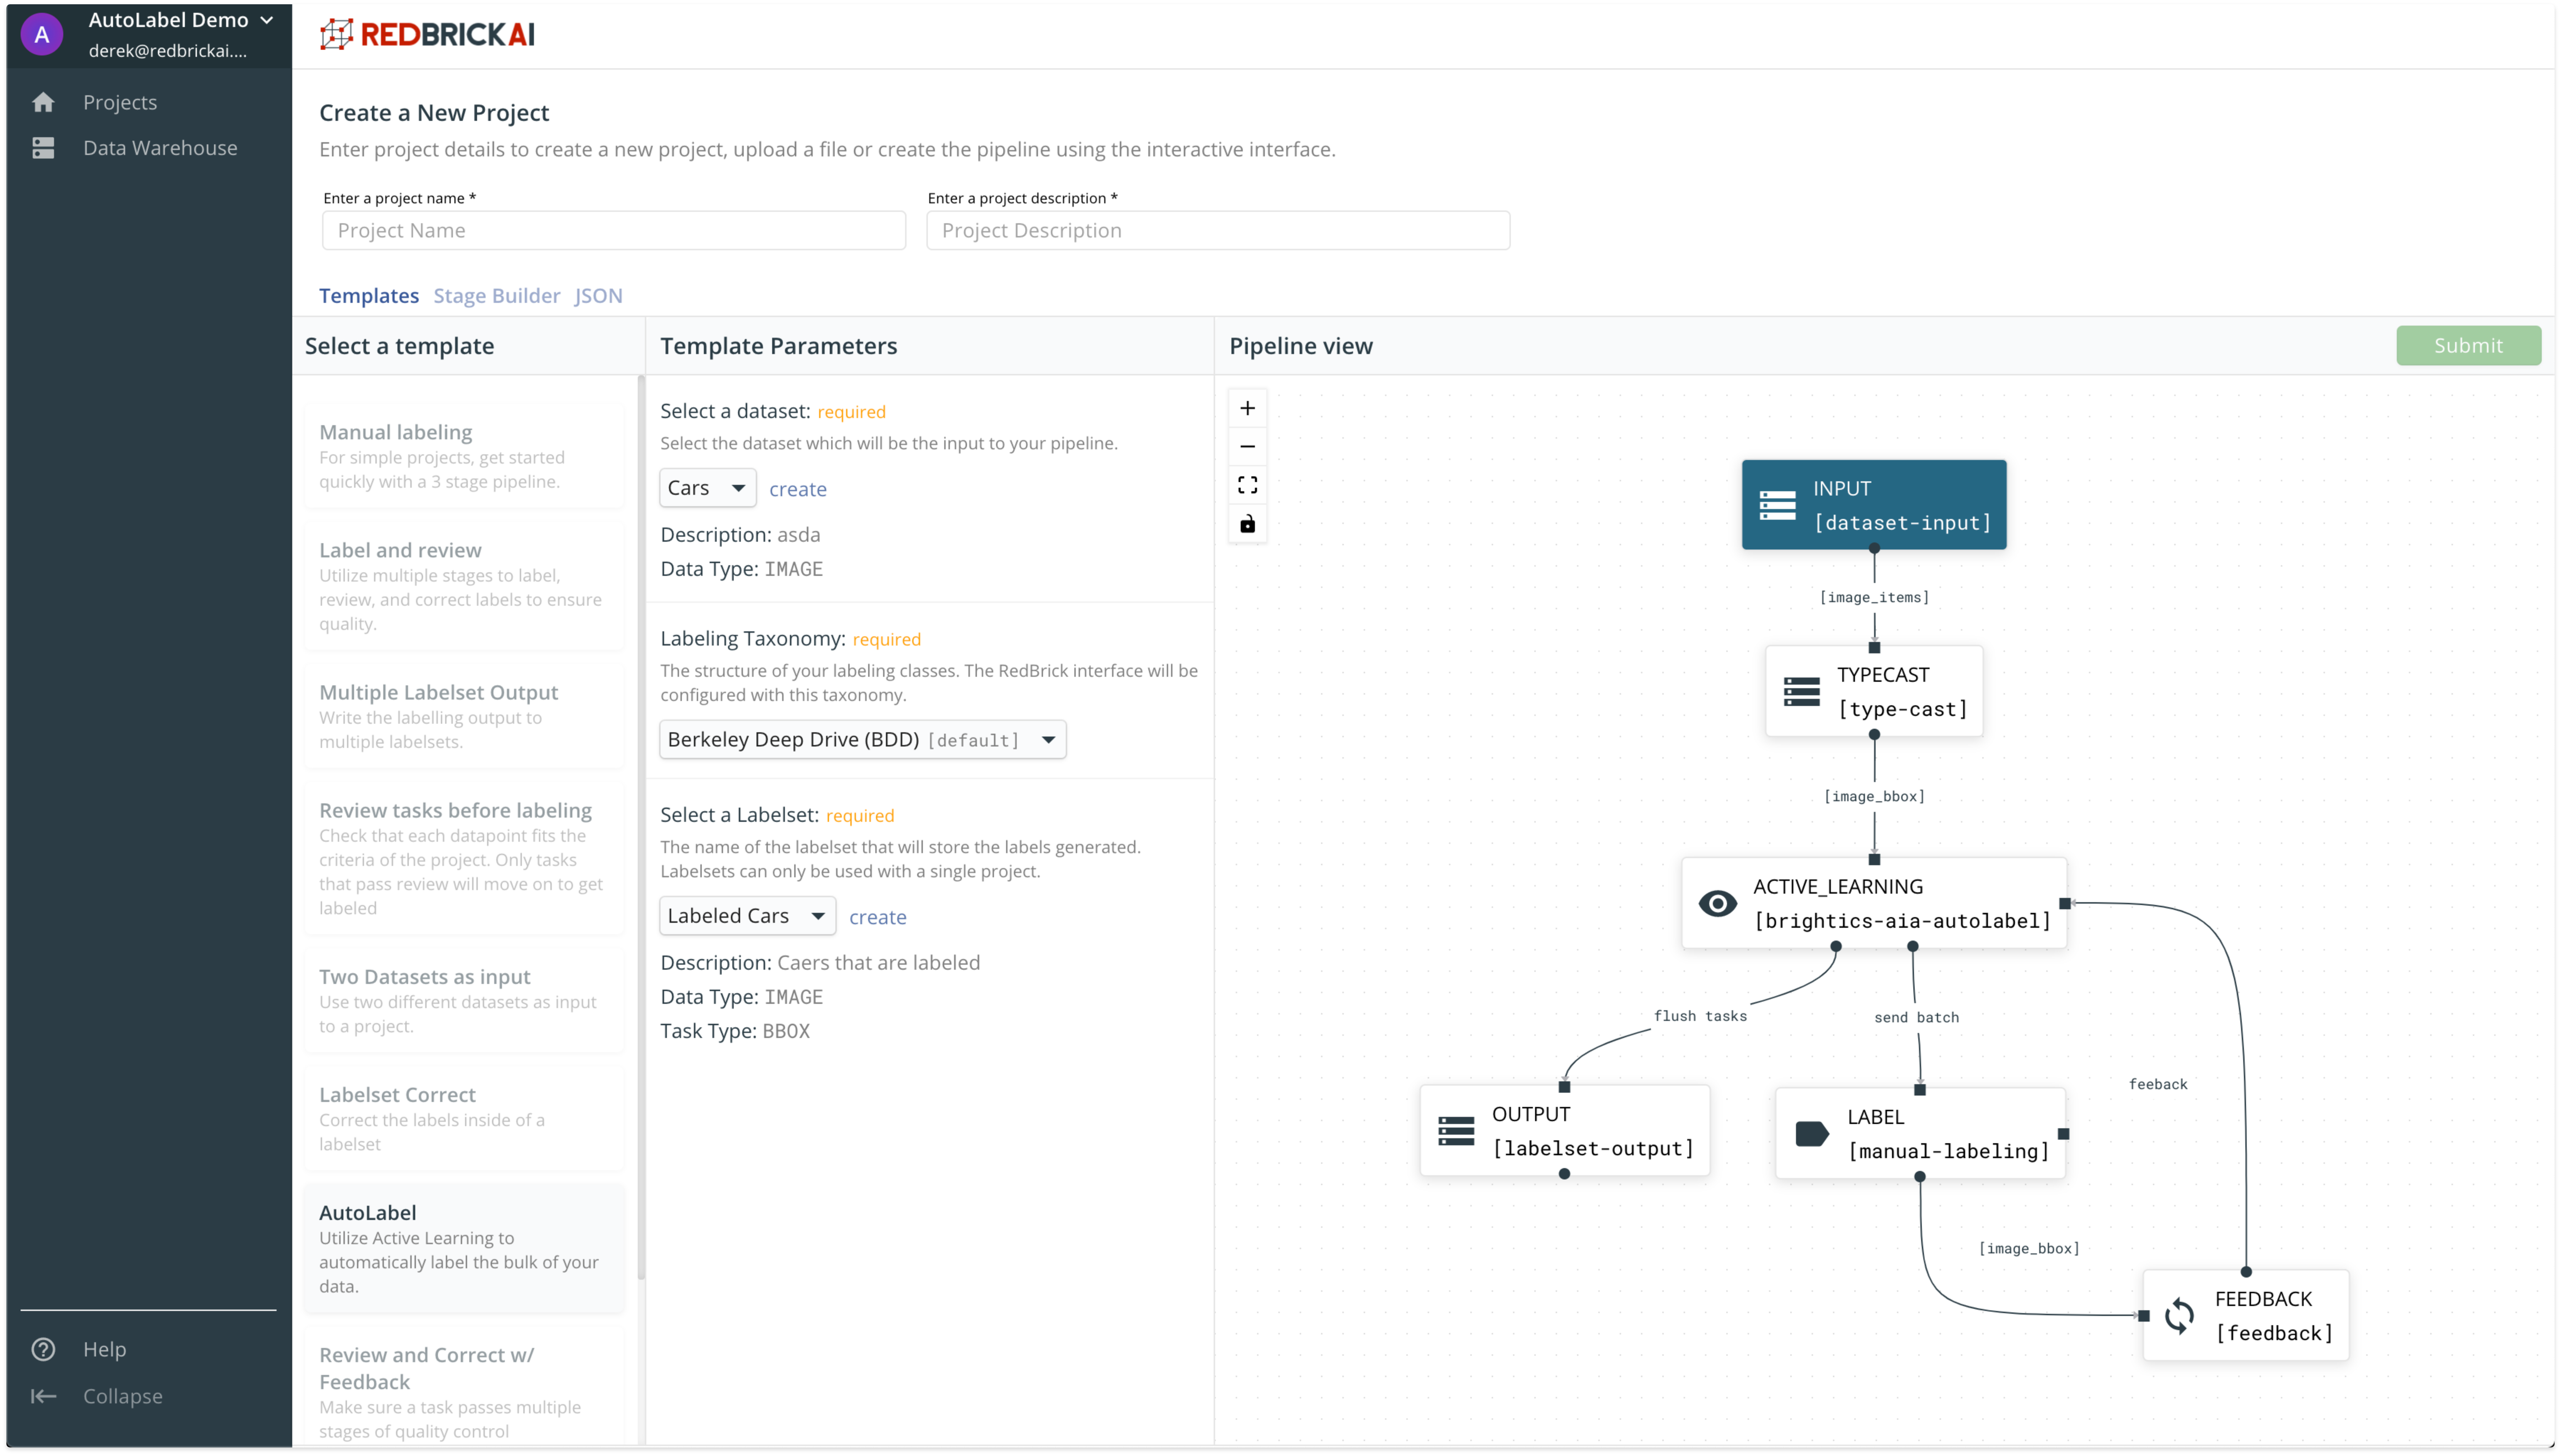 A
AutoLabel Demo
derek@redbrickai....
Projects
Data Warehouse
Help
Collapse
REDBRICKAI
Create a New Project
Enter project details to create a new project, upload a file or create the pipeline using the interactive interface.
Enter a project name *
Project Name
Enter a project description *
Project Description
Templates Stage Builder JSON
Select a template
Manual labeling
For simple projects, get started
quickly with a 3 stage pipeline.
Label and review
Utilize multiple stages to label,
review, and correct labels to ensure
quality.
Multiple Labelset Output
Write the labelling output to
multiple labelsets.
Review tasks before labeling
Check that each datapoint fits the
criteria of the project. Only tasks
that pass review will move on to get
labeled
Two Datasets as input
Use two different datasets as input
to a project.
Labelset Correct
Correct the labels inside of a
labelset
AutoLabel
Utilize Active Learning to
automatically label the bulk of your
data.
Review and Correct w/
Feedback
Make sure a task passes multiple
stages of quality control
Template Parameters
Select a dataset: required
Select the dataset which will be the input to your pipeline.
Cars create
Description: asda
Data Type: IMAGE
Labeling Taxonomy: required
The structure of your labeling classes. The RedBrick interface will be
configured with this taxonomy.
Berkeley Deep Drive (BDD) [default]
Select a Labelset: required
The name of the labelset that will store the labels generated.
Labelsets can only be used with a single project.
Labeled Cars create
Description: Caers that are labeled
Data Type: IMAGE
Task Type: BBOX
Pipeline view
Submit
INPUT
[dataset-input]
[image_items]
TYPECAST
[type-cast]
[image_bbox]
ACTIVE_LEARNING
[brightics-aia-autolabel]
flush tasks
send batch
feeback
OUTPUT
[labelset-output]
LABEL
[manual-labeling]
[image_bbox]
FEEDBACK
[feedback]